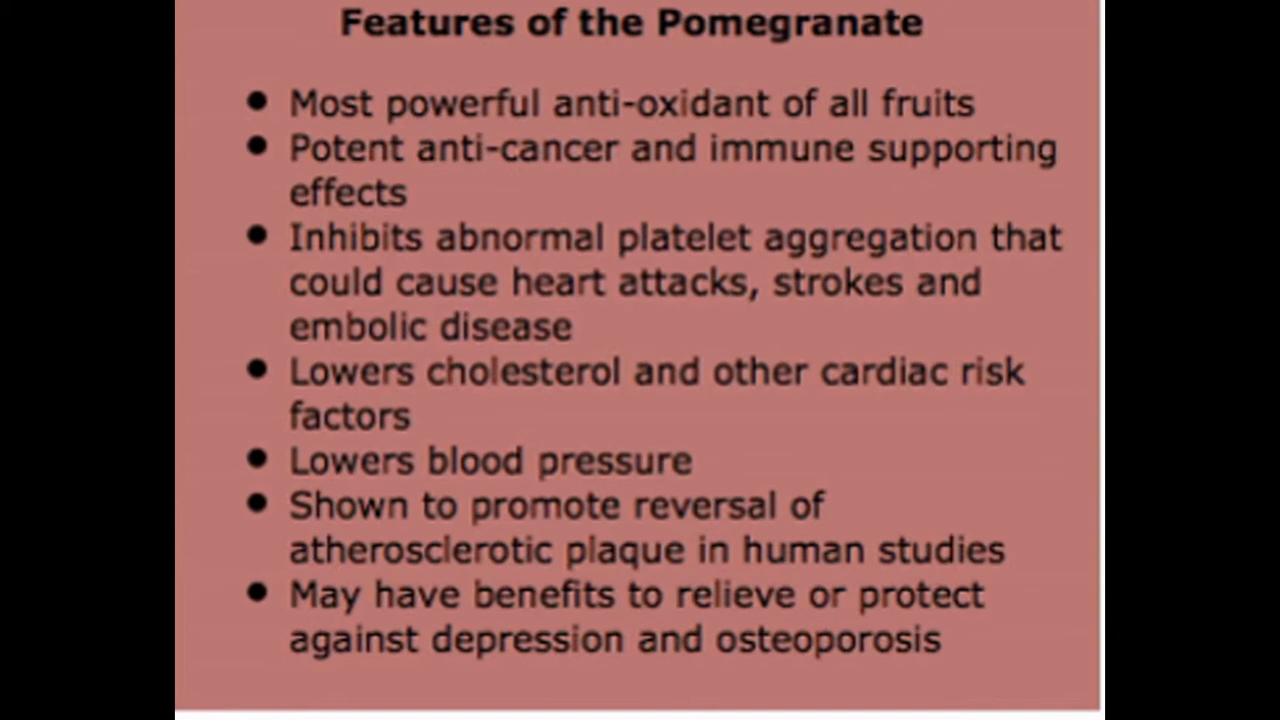 Features of the Pomegranate
● Most powerful anti-oxidant of all fruits
● Potent anti-cancer and immune supporting
effects
● Inhibits abnormal platelet aggregation that
could cause heart attacks, strokes and
embolic disease
● Lowers cholesterol and other cardiac risk
factors
● Lowers blood pressure
● Shown to promote reversal of
atherosclerotic plaque in human studies
● May have benefits to relieve or protect
against depression and osteoporosis